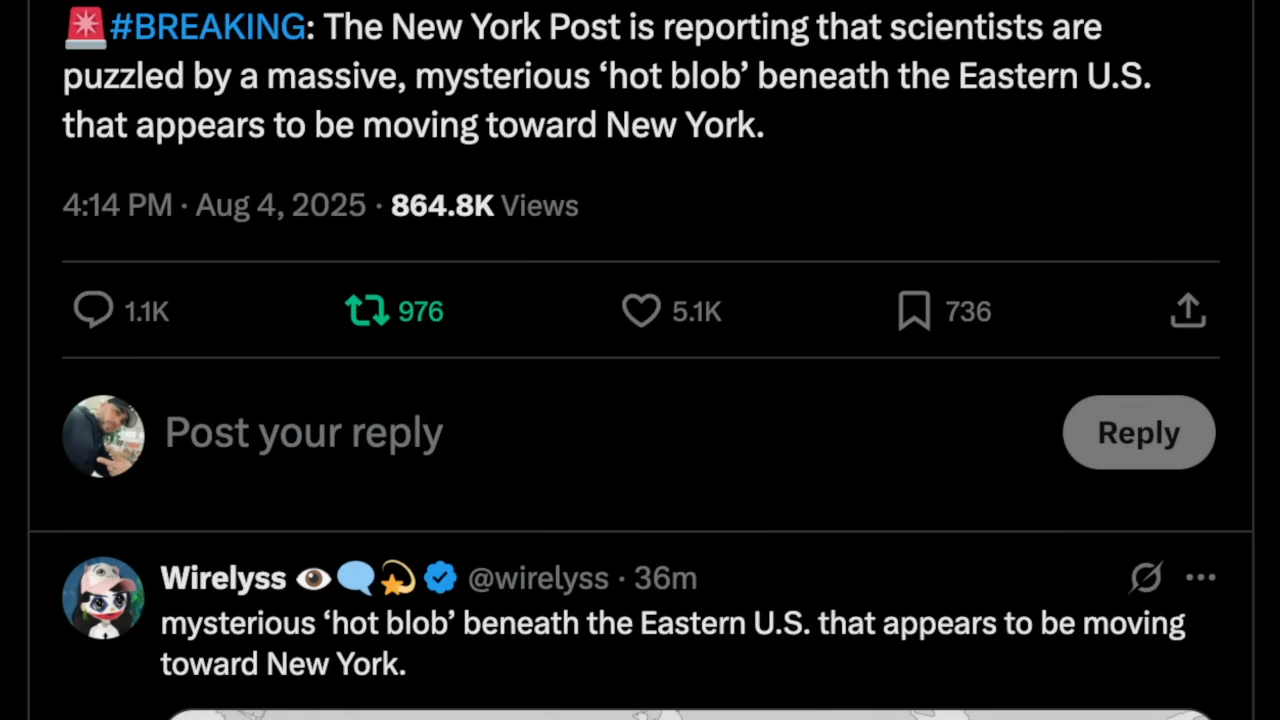 🚨#BREAKING: The New York Post is reporting that scientists are
puzzled by a massive, mysterious ‘hot blob’ beneath the Eastern U.S.
that appears to be moving toward New York.
4:14 PM · Aug 4, 2025 · 864.8K Views
1.1K 976 5.1K 736
Post your reply
Reply
Wirelyss 👁️🗨️💫 @wirelyss · 36m
mysterious ‘hot blob’ beneath the Eastern U.S. that appears to be moving
toward New York.